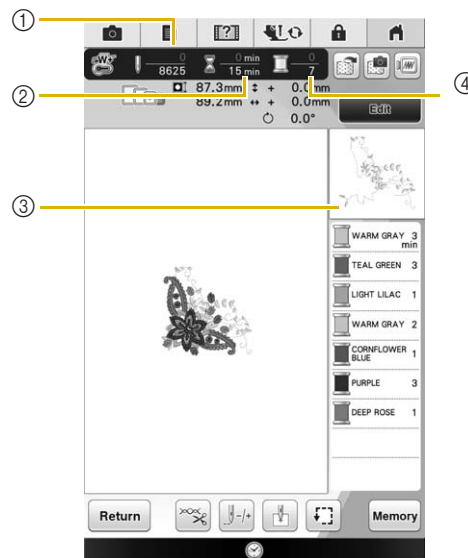 ①
[?]
0 0 min 0
8625 15 min 7
④
②
87.3mm + 0.0mm
89.2mm + 0.0mm
0.0°
Edit
③
WARM GRAY 3
min
TEAL GREEN 3
LIGHT LILAC 1
WARM GRAY 2
CORNFLOWER
BLUE 1
PURPLE 3
DEEP ROSE 1
Return
-/+
Memory